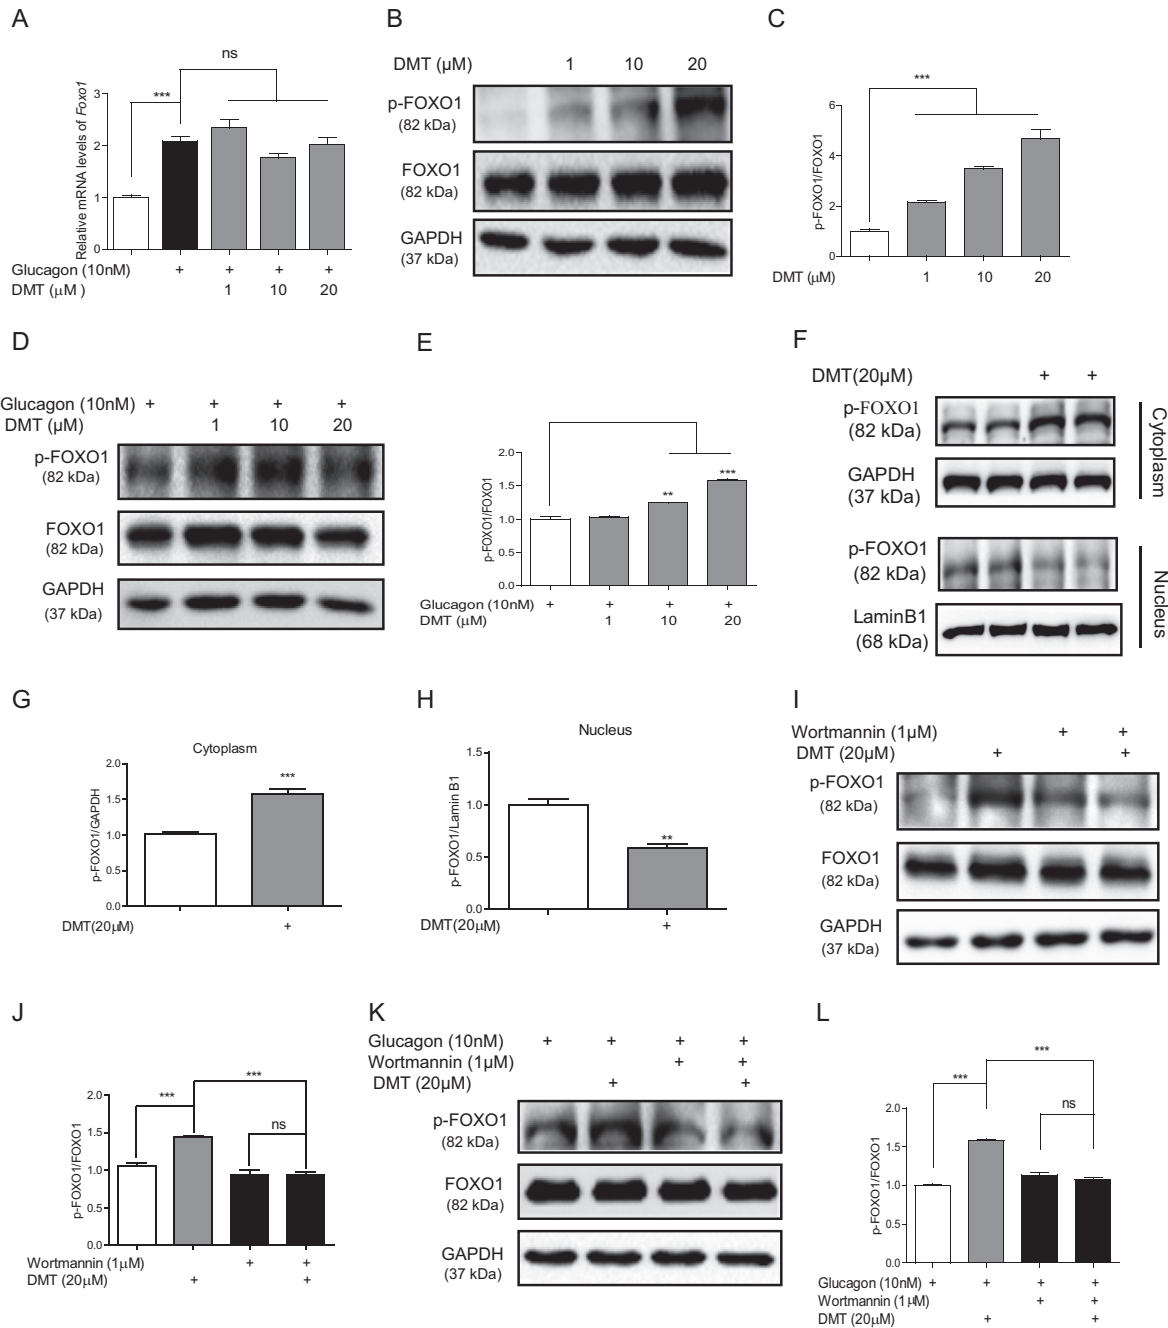 A
ns
***
Relative mRNA levels of Foxo1
3
2
1
0
Glucagon (10nM) + + + +
DMT (μM ) 1 10 20
B
DMT (μM) 1 10 20
p-FOXO1
(82 kDa)
FOXO1
(82 kDa)
GAPDH
(37 kDa)
C
***
p-FOXO1/FOXO1
6
4
2
0
DMT (μM) 1 10 20
D
Glucagon (10nM) + + + +
DMT (μM) 1 10 20
p-FOXO1
(82 kDa)
FOXO1
(82 kDa)
GAPDH
(37 kDa)
E
p-FOXO1/FOXO1
2.0
1.5
1.0
0.5
0.0
**
***
Glucagon (10nM) + + + +
DMT (μM) 1 10 20
F
DMT(20μM) + +
p-FOXO1
(82 kDa)
GAPDH
(37 kDa)
Cytoplasm
p-FOXO1
(82 kDa)
LaminB1
(68 kDa)
Nucleus
G
Cytoplasm
p-FOXO1/GAPDH
2.0
1.5
1.0
0.5
0.0
***
DMT(20μM) +
H
Nucleus
p-FOXO1/Lamin B1
1.5
1.0
0.5
0.0
**
DMT(20μM) +
I
Wortmannin (1μM) + +
DMT (20μM) + +
p-FOXO1
(82 kDa)
FOXO1
(82 kDa)
GAPDH
(37 kDa)
J
***
***
ns
p-FOXO1/FOXO1
2.0
1.5
1.0
0.5
0.0
Wortmannin (1μM) + +
DMT (20μM) + +
K
Glucagon (10nM) + + + +
Wortmannin (1μM) + +
DMT (20μM) + +
p-FOXO1
(82 kDa)
FOXO1
(82 kDa)
GAPDH
(37 kDa)
L
***
***
ns
p-FOXO1/FOXO1
2.0
1.5
1.0
0.5
0.0
Glucagon (10nM) + + + +
Wortmannin (1μM) + +
DMT (20μM) + +